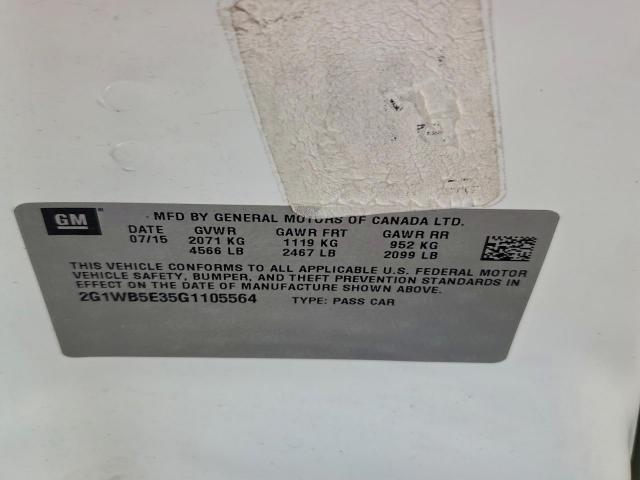 GM
MFD BY GENERAL MOTORS OF CANADA LTD.
DATE GVWR GAWR FRT GAWR RR
07/15 2071 KG 1119 KG 952 KG
4566 LB 2467 LB 2099 LB
THIS VEHICLE CONFORMS TO ALL APPLICABLE U.S. FEDERAL MOTOR
VEHICLE SAFETY, BUMPER, AND THEFT PREVENTION STANDARDS IN
EFFECT ON THE DATE OF MANUFACTURE SHOWN ABOVE.
2G1WB5E35G1105564 TYPE: PASS CAR